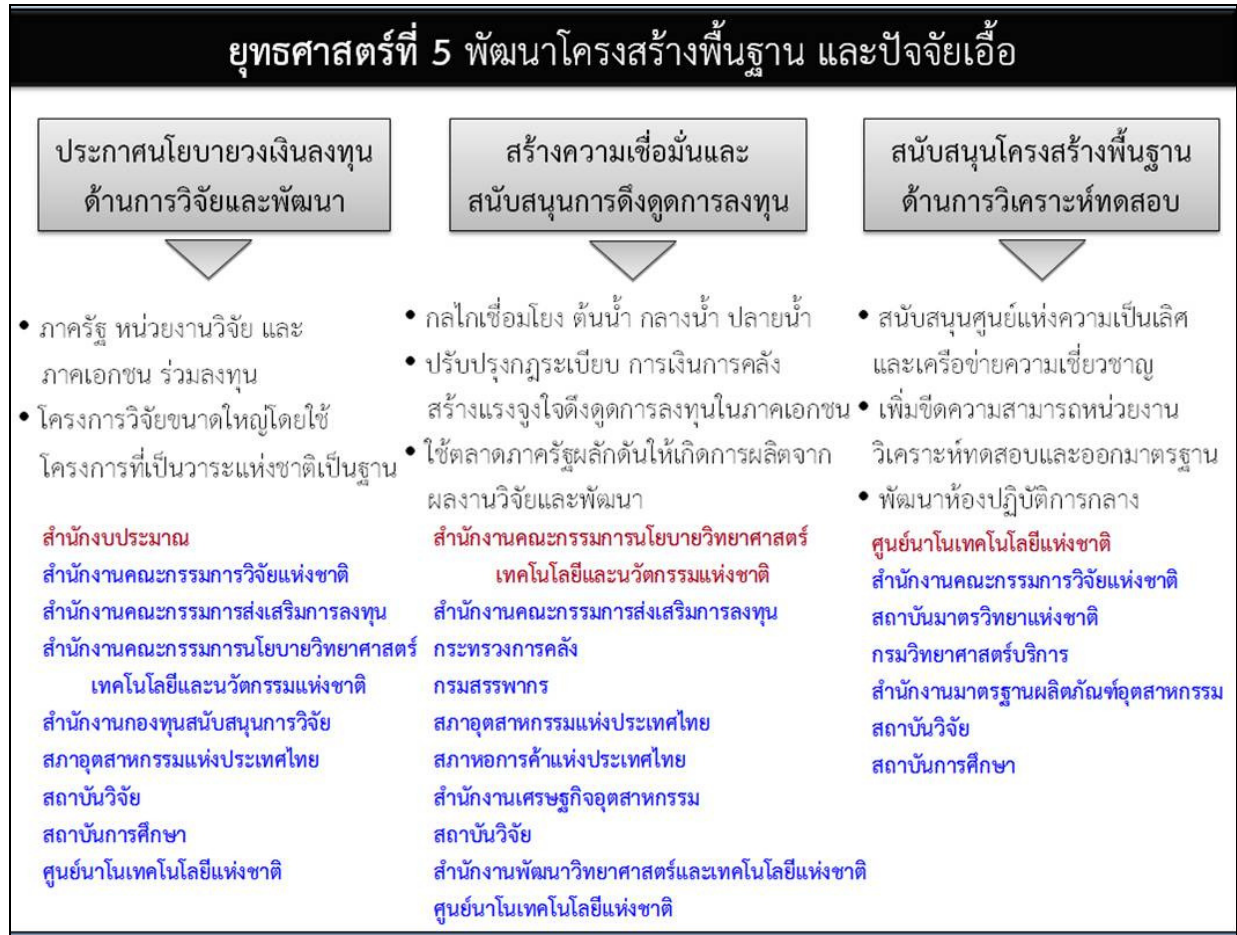 ยุทธศาสตร์ที่ 5 พัฒนาโครงสร้างพื้นฐาน และปัจจัยเอื้อ
ประกาศนโยบายวงเงินลงทุน
ด้านการวิจัยและพัฒนา
• ภาครัฐ หน่วยงานวิจัย และ
ภาคเอกชน ร่วมลงทุน
• โครงการวิจัยขนาดใหญ่โดยใช้
โครงการที่เป็นวาระแห่งชาติเป็นฐาน
สำนักงบประมาณ
สำนักงานคณะกรรมการวิจัยแห่งชาติ
สำนักงานคณะกรรมการส่งเสริมการลงทุน
สำนักงานคณะกรรมการนโยบายวิทยาศาสตร์
เทคโนโลยีและนวัตกรรมแห่งชาติ
สำนักงานกองทุนสนับสนุนการวิจัย
สภาอุตสาหกรรมแห่งประเทศไทย
สถาบันวิจัย
สถาบันการศึกษา
ศูนย์นาโนเทคโนโลยีแห่งชาติ
สร้างความเชื่อมั่นและ
สนับสนุนการดึงดูดการลงทุน
• กลไกเชื่อมโยง ต้นน้ำ กลางน้ำ ปลายน้ำ
• ปรับปรุงกฎระเบียบ การเงินการคลัง
สร้างแรงจูงใจดึงดูดการลงทุนในภาคเอกชน
• ใช้ตลาดภาครัฐผลักดันให้เกิดการผลิตจาก
ผลงานวิจัยและพัฒนา
สำนักงานคณะกรรมการนโยบายวิทยาศาสตร์
เทคโนโลยีและนวัตกรรมแห่งชาติ
สำนักงานคณะกรรมการส่งเสริมการลงทุน
กระทรวงการคลัง
กรมสรรพากร
สภาอุตสาหกรรมแห่งประเทศไทย
สภาหอการค้าแห่งประเทศไทย
สำนักงานเศรษฐกิจอุตสาหกรรม
สถาบันวิจัย
สำนักงานพัฒนาวิทยาศาสตร์และเทคโนโลยีแห่งชาติ
ศูนย์นาโนเทคโนโลยีแห่งชาติ
สนับสนุนโครงสร้างพื้นฐาน
ด้านการวิเคราะห์ทดสอบ
• สนับสนุนศูนย์แห่งความเป็นเลิศ
และเครือข่ายความเชี่ยวชาญ
• เพิ่มขีดความสามารถหน่วยงาน
วิเคราะห์ทดสอบและออกมาตรฐาน
• พัฒนาห้องปฏิบัติการกลาง
ศูนย์นาโนเทคโนโลยีแห่งชาติ
สำนักงานคณะกรรมการวิจัยแห่งชาติ
สถาบันมาตรวิทยาแห่งชาติ
กรมวิทยาศาสตร์บริการ
สำนักงานมาตรฐานผลิตภัณฑ์อุตสาหกรรม
สถาบันวิจัย
สถาบันการศึกษา